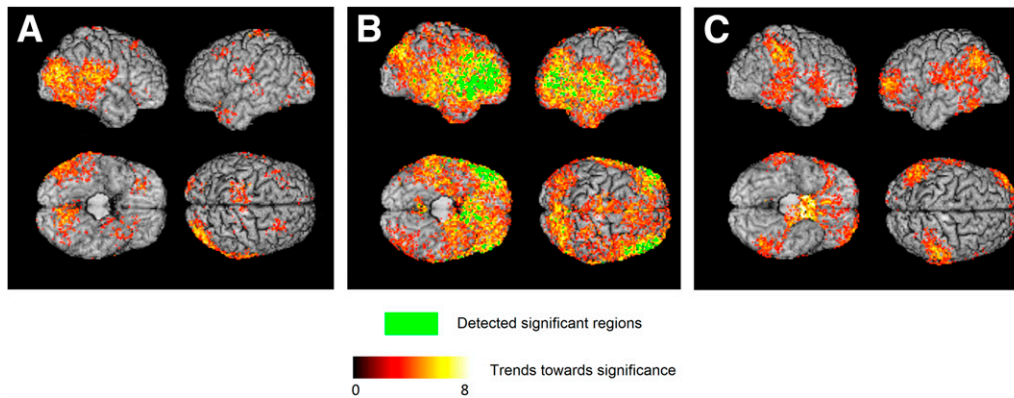 A
B
C
Detected significant regions
Trends towards significance
0
8